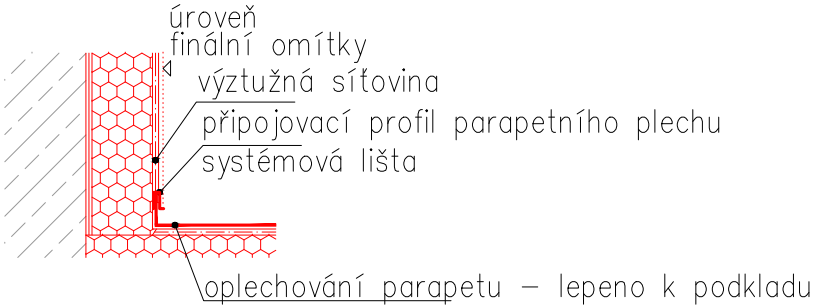 úroveň
finální omítky
výztužná síťovina
připojovací profil parapetního plechu
systémová lišta
oplechování parapetu – lepeno k podkladu